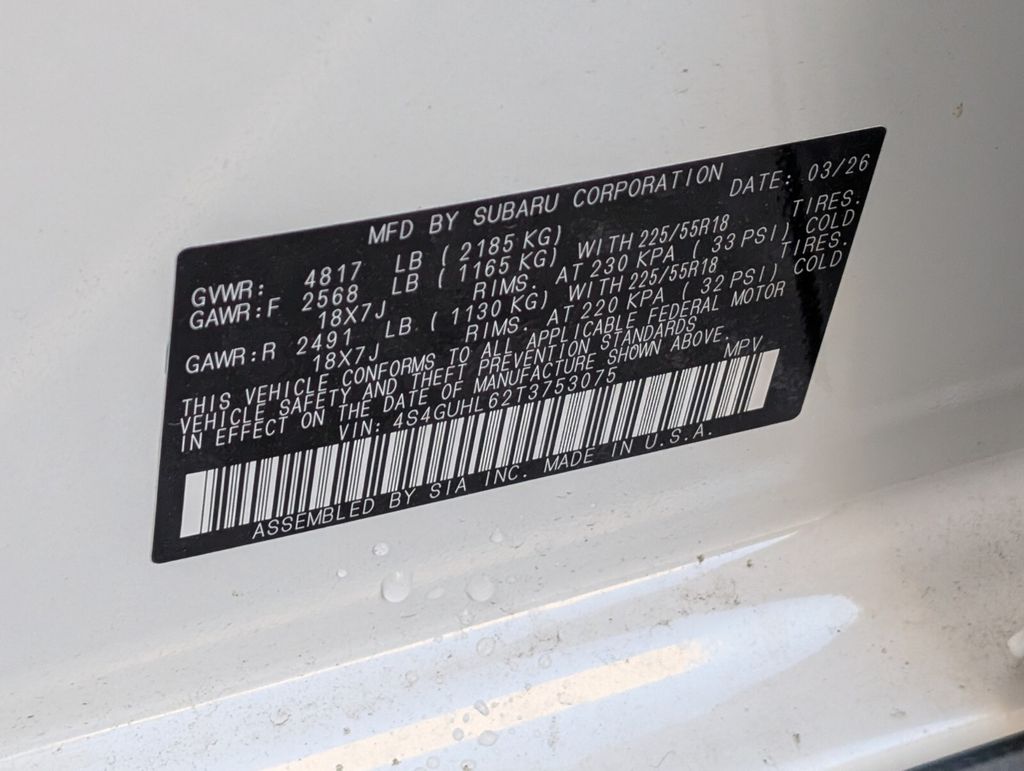 MFD BY SUBARU CORPORATION DATE: 03/26
GVWR: 4817 LB ( 2185 KG)
GAWR:F 2568 LB ( 1165 KG) WITH 225/55R18 TIRES.
18X7J RIMS. AT 230 KPA ( 33 PSI) COLD
GAWR:R 2491 LB ( 1130 KG) WITH 225/55R18 TIRES.
18X7J RIMS. AT 220 KPA ( 32 PSI) COLD
THIS VEHICLE CONFORMS TO ALL APPLICABLE FEDERAL MOTOR
VEHICLE SAFETY AND THEFT PREVENTION STANDARDS
IN EFFECT ON THE DATE OF MANUFACTURE SHOWN ABOVE.
VIN: 4S4GUHL62T3753075 MPV
ASSEMBLED BY SIA INC. MADE IN U.S.A.